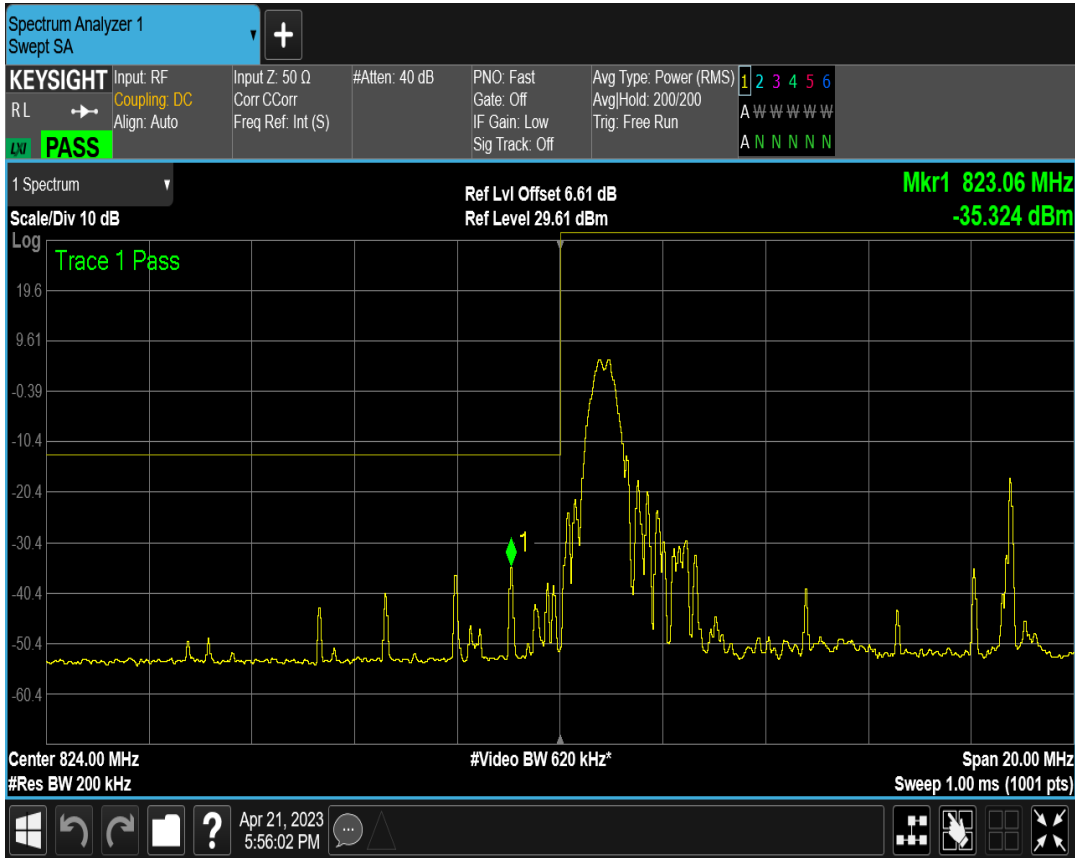 Spectrum Analyzer 1
Swept SA
+
KEYSIGHT
R L
LXI PASS
Input: RF
Coupling: DC
Align: Auto
Input Z: 50 Ω
Corr CCorr
Freq Ref: Int (S)
#Atten: 40 dB
PNO: Fast
Gate: Off
IF Gain: Low
Sig Track: Off
Avg Type: Power (RMS)
Avg|Hold: 200/200
Trig: Free Run
1 2 3 4 5 6
A W W W W W
A N N N N N
1 Spectrum
Scale/Div 10 dB
Ref Lvl Offset 6.61 dB
Ref Level 29.61 dBm
Mkr1 823.06 MHz
-35.324 dBm
Log
Trace 1 Pass
19.6
9.61
-0.39
-10.4
-20.4
-30.4
-40.4
-50.4
-60.4
1
Center 824.00 MHz
#Res BW 200 kHz
#Video BW 620 kHz*
Span 20.00 MHz
Sweep 1.00 ms (1001 pts)
?
Apr 21, 2023
5:56:02 PM